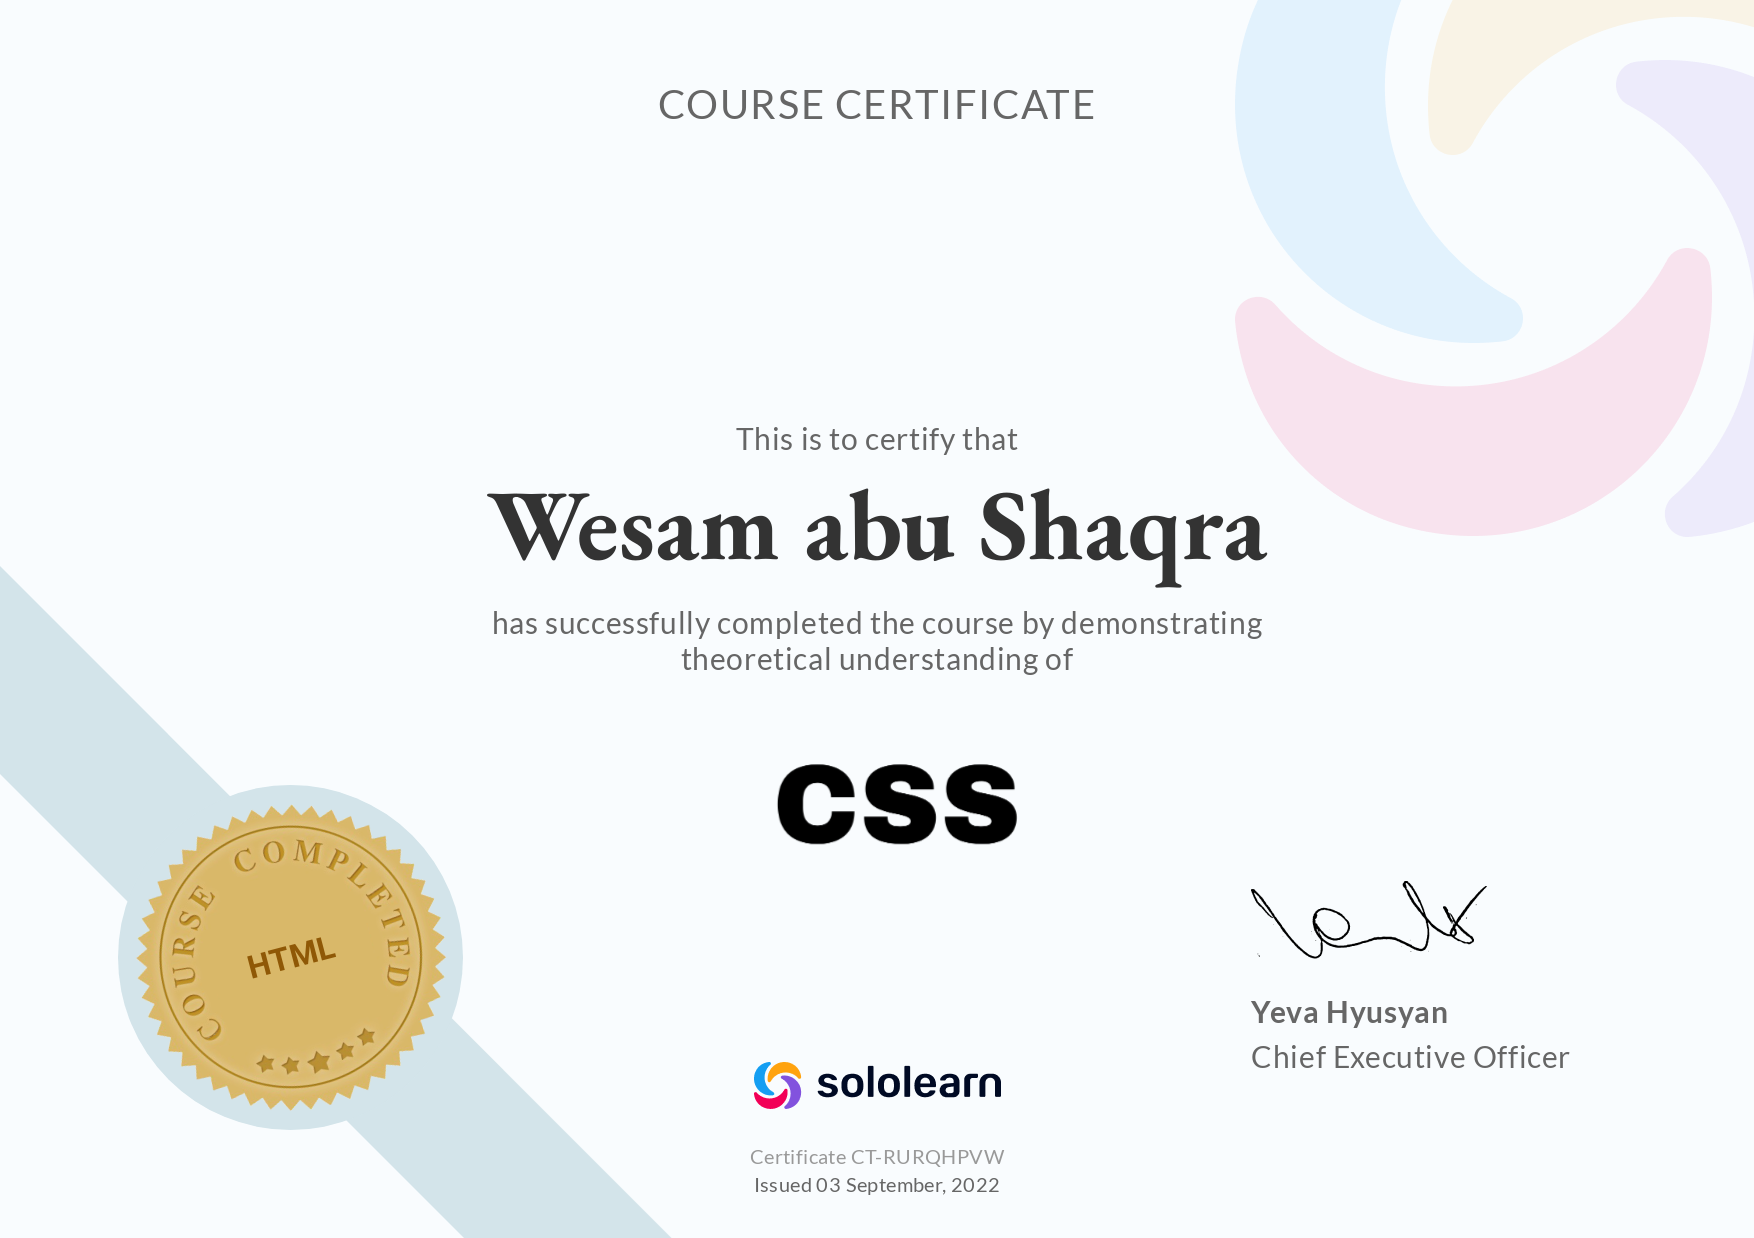 COURSE CERTIFICATE
This is to certify that
Wesam abu Shaqra
has successfully completed the course by demonstrating
theoretical understanding of
CSS
COURSE COMPLETED
HTML
Yeva Hyusyan
Chief Executive Officer
sololearn
Certificate CT-RURQHPVW
Issued 03 September, 2022